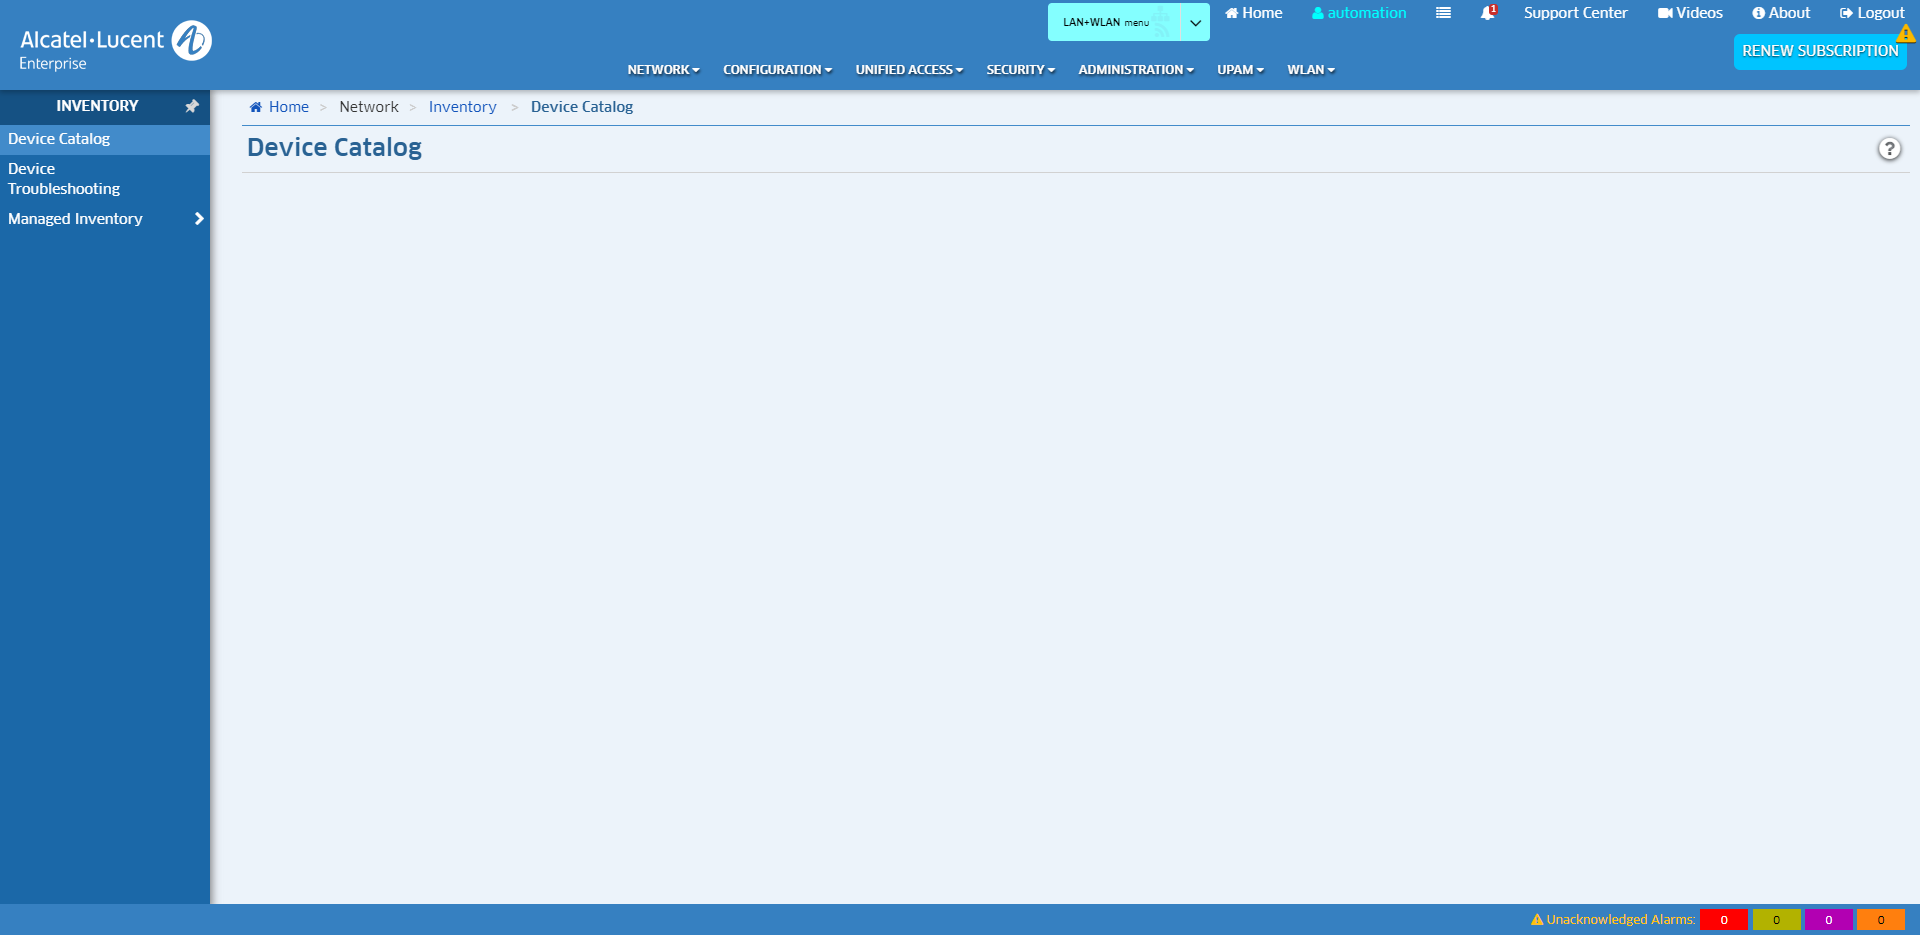 Alcatel·Lucent
Enterprise
LAN+WLAN menu
Home
automation
1
Support Center
Videos
About
Logout
RENEW SUBSCRIPTION
NETWORK
CONFIGURATION
UNIFIED ACCESS
SECURITY
ADMINISTRATION
UPAM
WLAN
INVENTORY
Device Catalog
Device
Troubleshooting
Managed Inventory
Home > Network > Inventory > Device Catalog
Device Catalog
?
Unacknowledged Alarms: 0 0 0 0